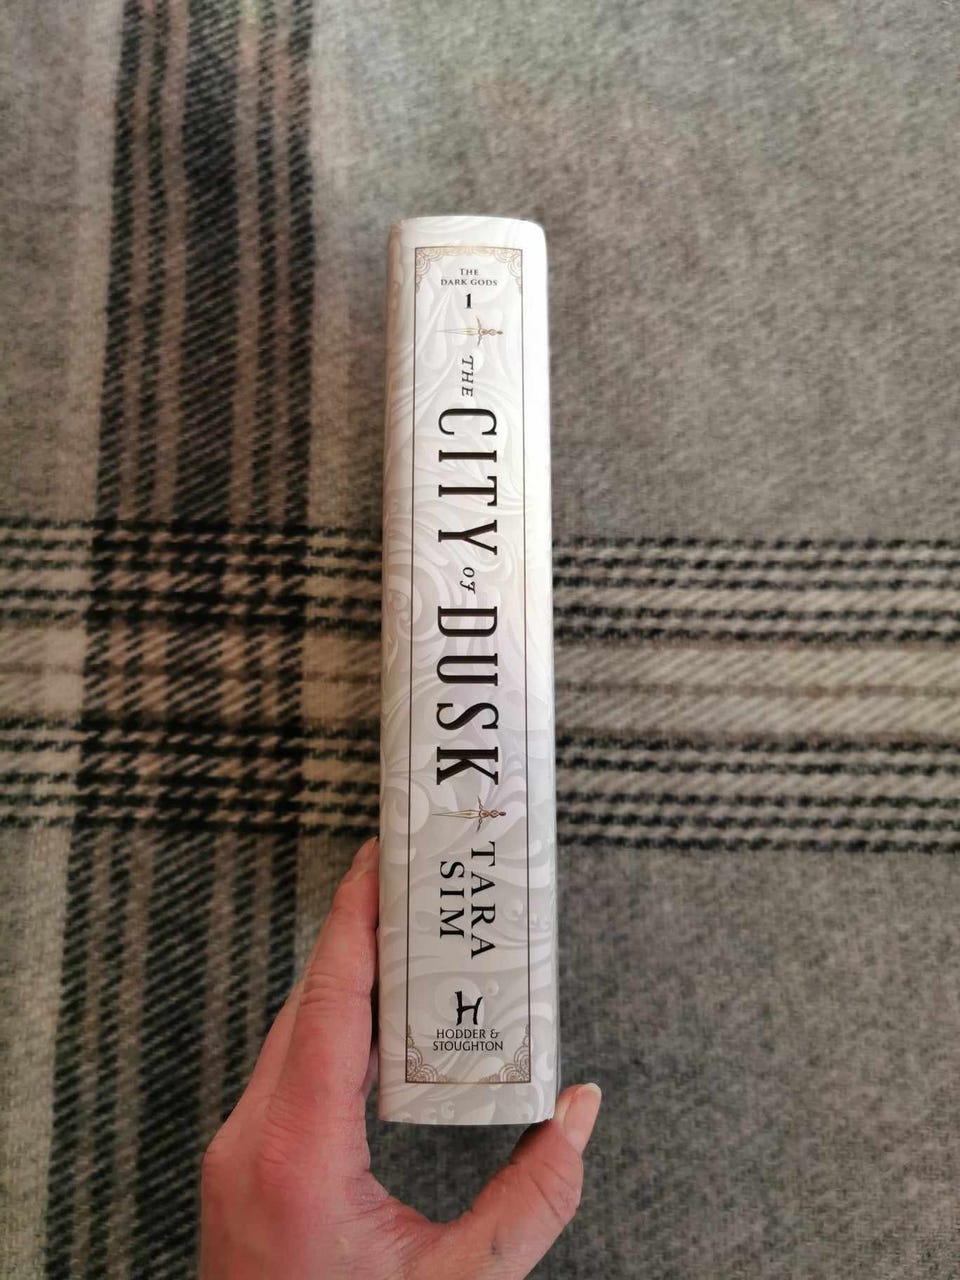 THE
DARK GODS
1
THE CITY OF DUSK
TARA
SIM
H
HODDER &
STOUGHTON